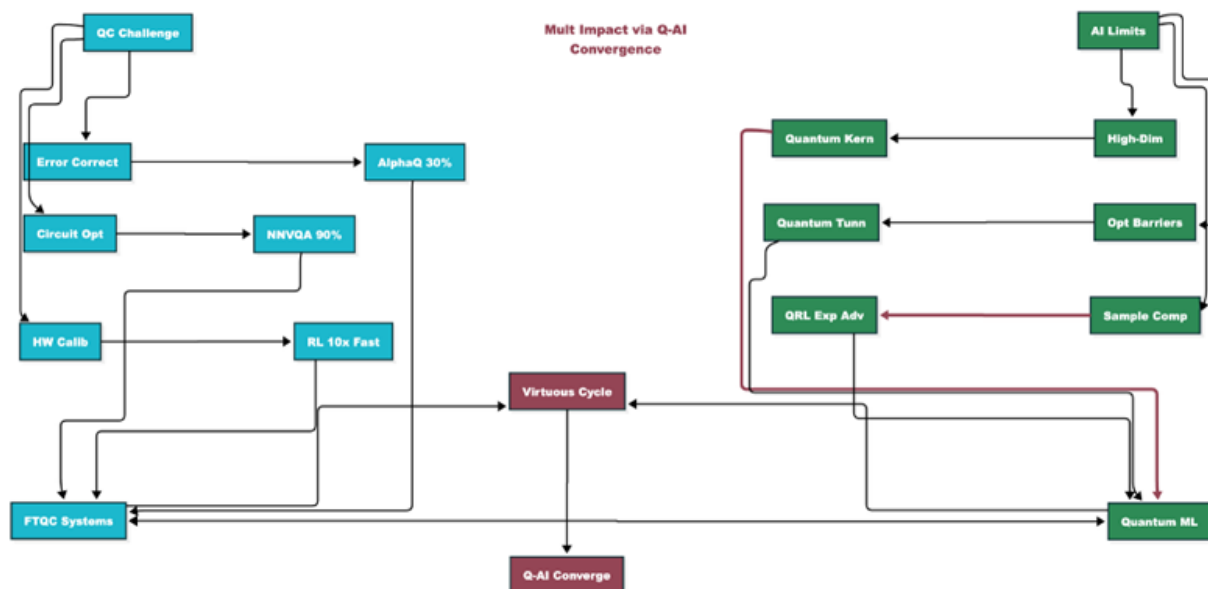 QC Challenge
Mult Impact via Q-AI
Convergence
AI Limits
Error Correct
AlphaQ 30%
Quantum Kern
High-Dim
Circuit Opt
NNVQA 90%
Quantum Tunn
Opt Barriers
HW Calib
RL 10x Fast
QRL Exp Adv
Sample Comp
Virtuous Cycle
FTQC Systems
Quantum ML
Q-AI Converge